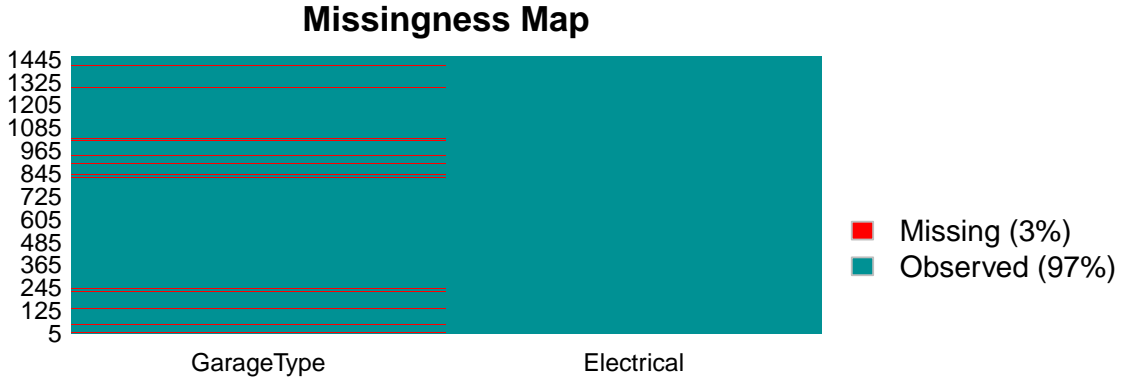 Missingness Map
1445
1325
1205
1085
965
845
725
605
485
365
245
125
5
GarageType
Electrical
Missing (3%)
Observed (97%)